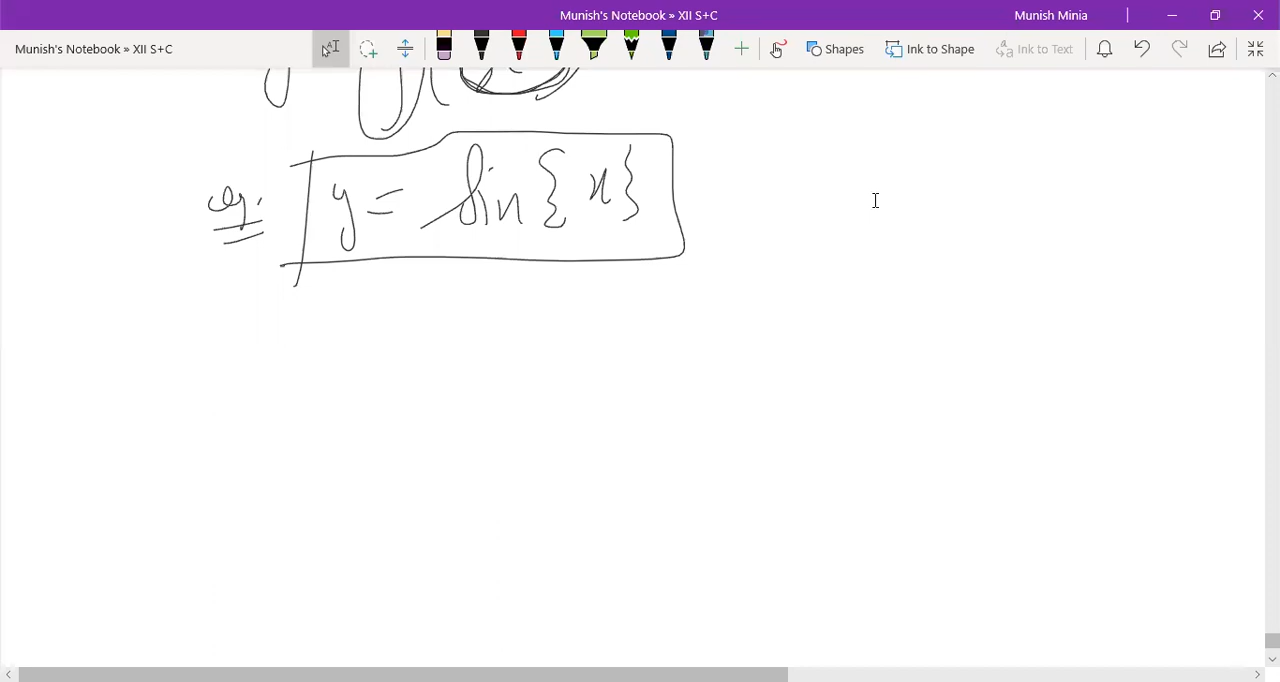 Munish's Notebook » XII S+C
Munish Minia
Munish's Notebook » XII S+C
Shapes
Ink to Shape
Ink to Text
eg: y = sin{x}